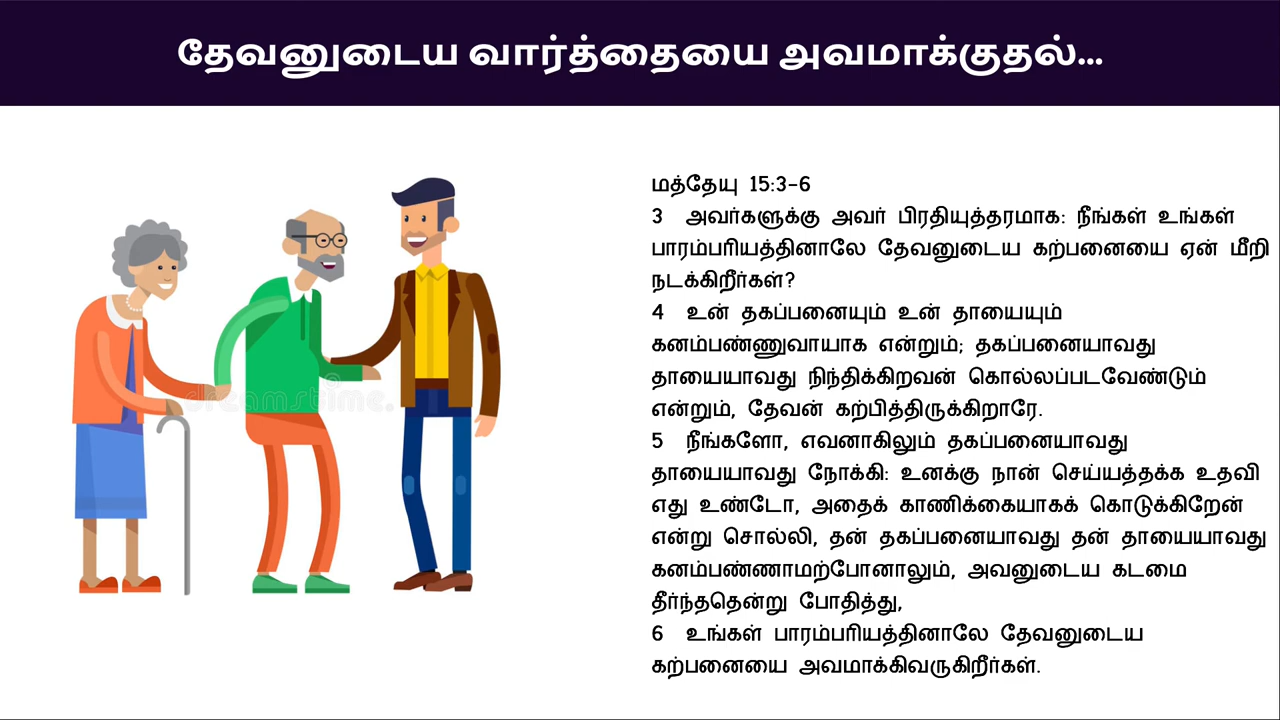 தேவனுடைய வார்த்தையை அவமாக்குதல்...
மத்தேயு 15:3-6
3 அவர்களுக்கு அவர் பிரதியுத்தரமாக: நீங்கள் உங்கள்
பாரம்பரியத்தினாலே தேவனுடைய கற்பனையை ஏன் மீறி
நடக்கிறீர்கள்?
4 உன் தகப்பனையும் உன் தாயையும்
கனம்பண்ணுவாயாக என்றும்; தகப்பனையாவது
தாயையாவது நிந்திக்கிறவன் கொல்லப்படவேண்டும்
என்றும், தேவன் கற்பித்திருக்கிறாரே.
5 நீங்களோ, எவனாகிலும் தகப்பனையாவது
தாயையாவது நோக்கி: உனக்கு நான் செய்யத்தக்க உதவி
எது உண்டோ, அதைக் காணிக்கையாகக் கொடுக்கிறேன்
என்று சொல்லி, தன் தகப்பனையாவது தன் தாயையாவது
கனம்பண்ணாமற்போனாலும், அவனுடைய கடமை
தீர்ந்ததென்று போதித்து,
6 உங்கள் பாரம்பரியத்தினாலே தேவனுடைய
கற்பனையை அவமாக்கிவருகிறீர்கள்.
dreamstime.